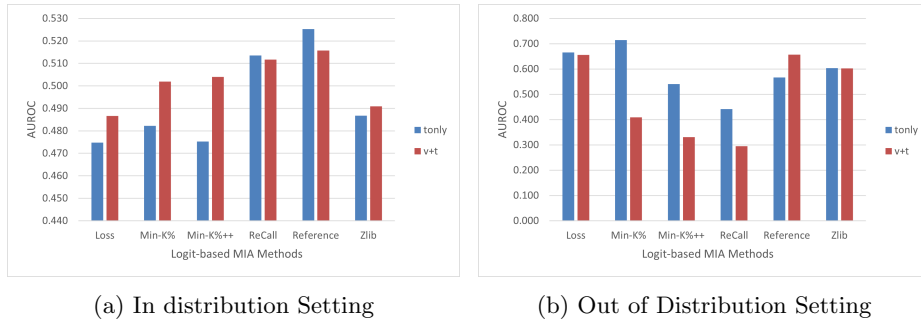 0.530
0.520
0.510
0.500
0.490
0.480
0.470
0.460
0.450
0.440
AUROC
Loss Min-K% Min-K%++ ReCall Reference Zlib
Logit-based MIA Methods
tonly
v+t
(a) In distribution Setting
0.800
0.700
0.600
0.500
0.400
0.300
0.200
0.100
0.000
AUROC
Loss Min-K% Min-K%++ ReCall Reference Zlib
Logit-based MIA Methods
tonly
v+t
(b) Out of Distribution Setting